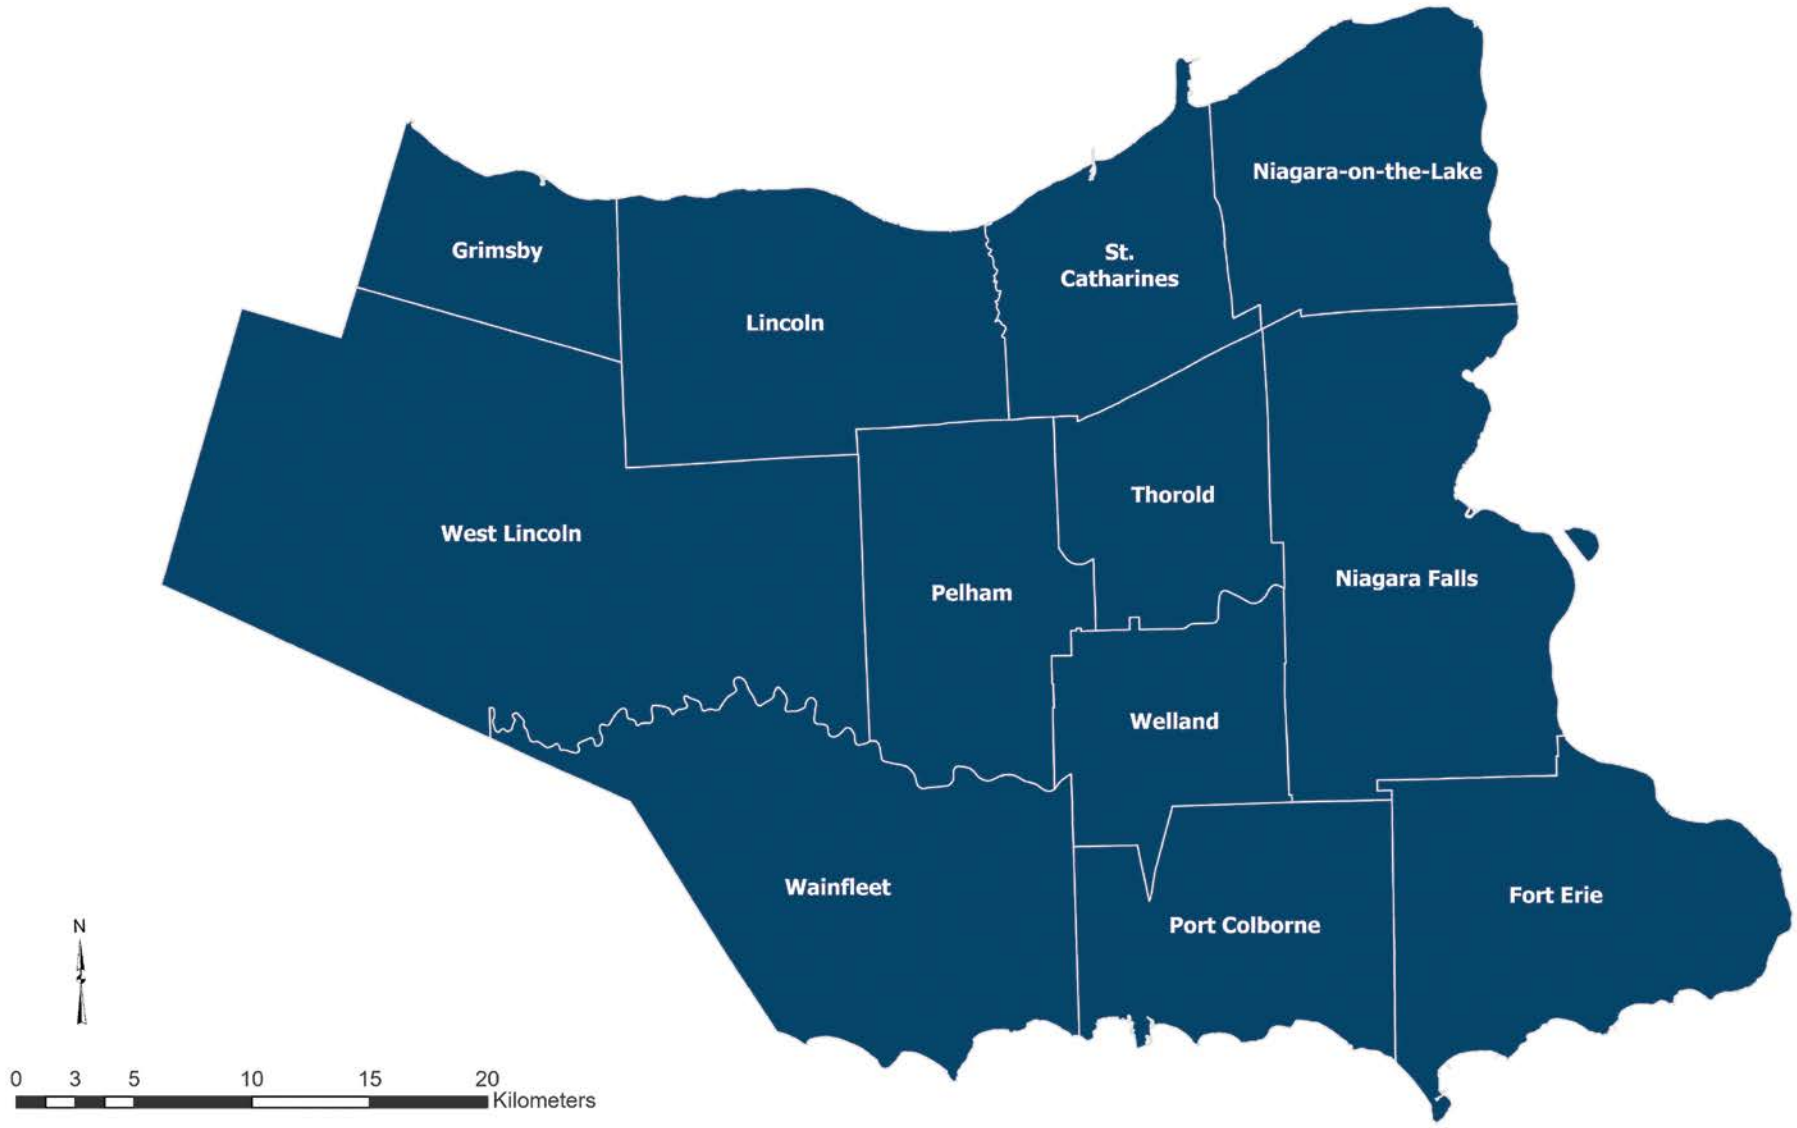 Niagara-on-the-Lake
Grimsby
St.
Catharines
Lincoln
Thorold
West Lincoln
Niagara Falls
Pelham
Welland
Wainfleet
Fort Erie
Port Colborne
N
0 3 5 10 15 20
Kilometers